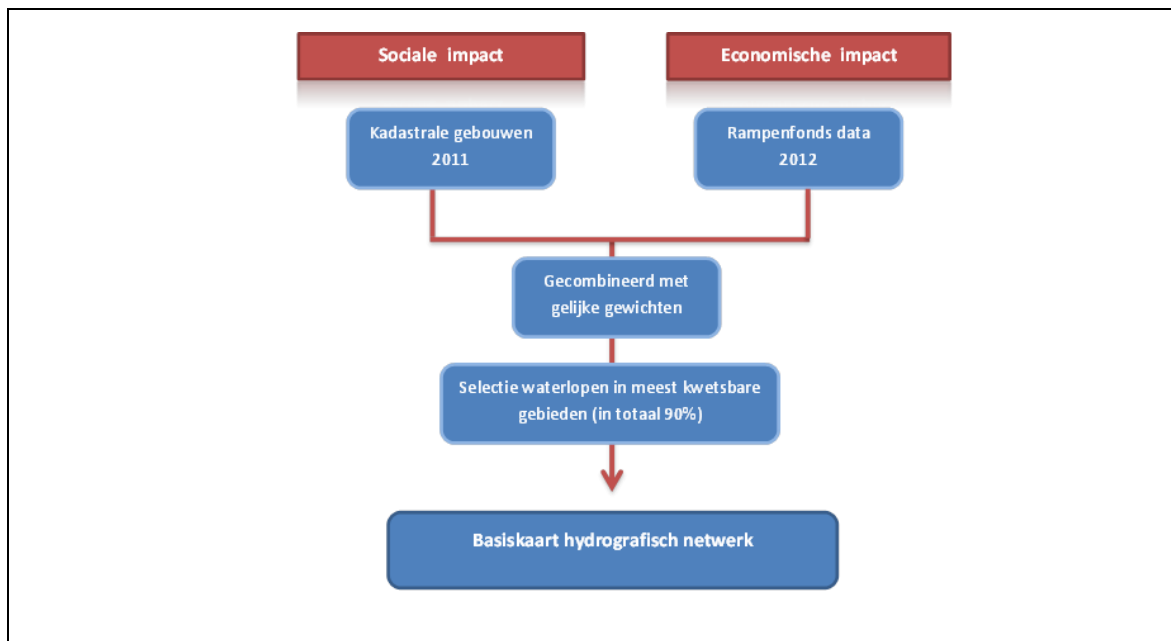 Sociale impact
Economische impact
Kadastrale gebouwen
2011
Rampenfonds data
2012
Gecombineerd met
gelijke gewichten
Selectie waterlopen in meest kwetsbare
gebieden (in totaal 90%)
Basiskaart hydrografisch netwerk